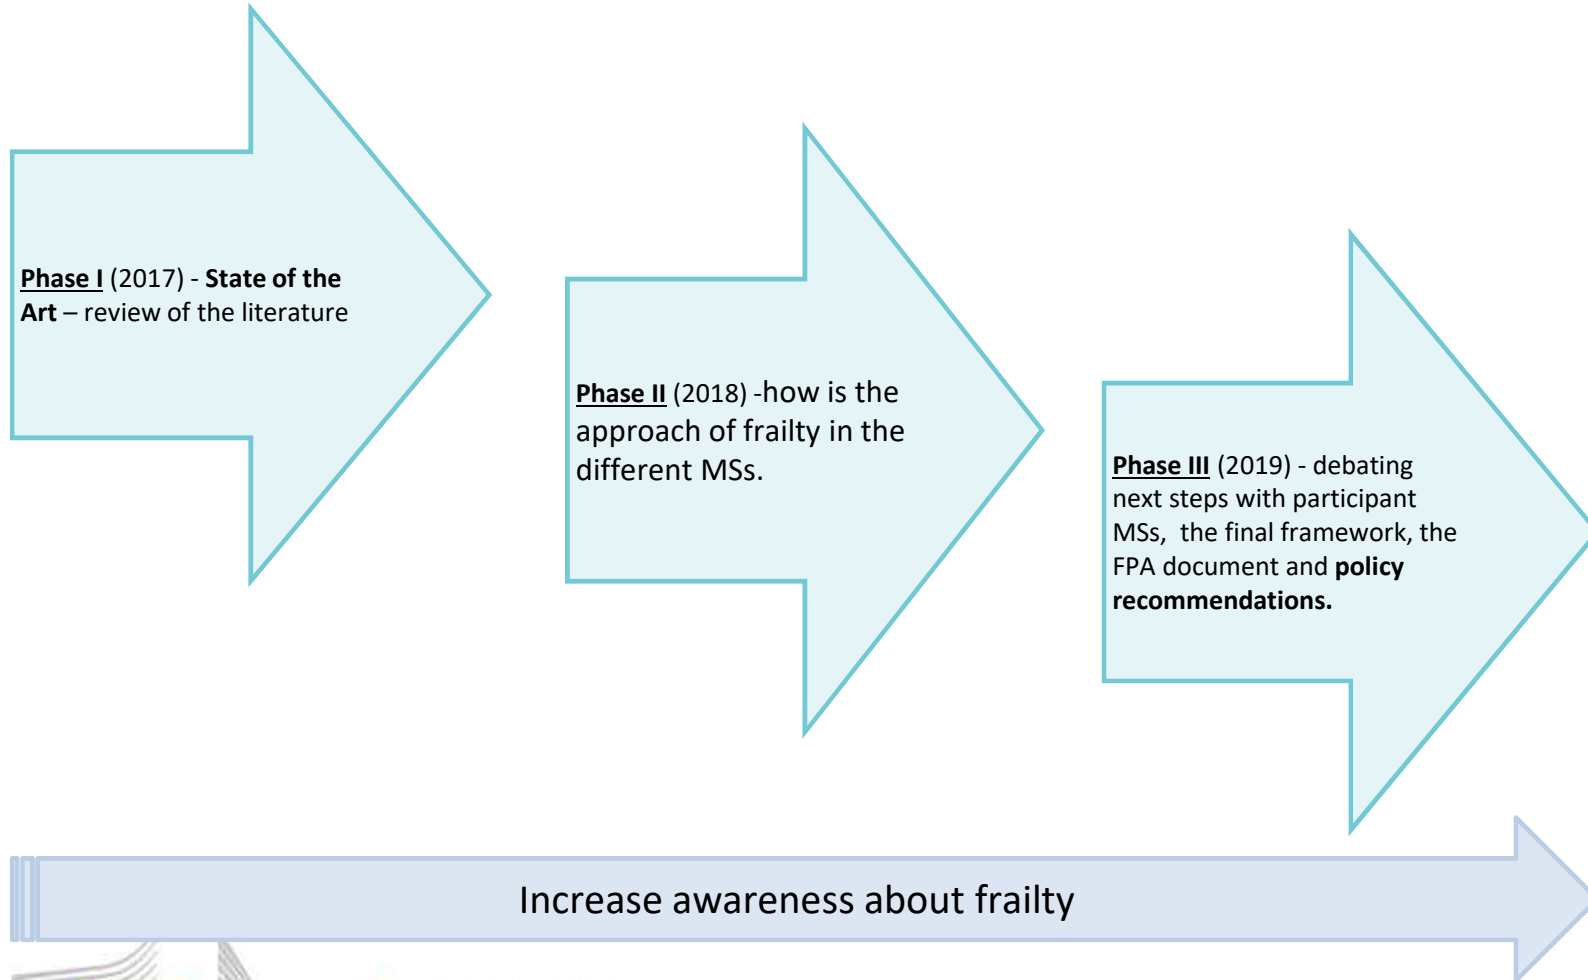 Phase I (2017) - State of the
Art – review of the literature
Phase II (2018) -how is the
approach of frailty in the
different MSs.
Phase III (2019) - debating
next steps with participant
MSs,  the final framework, the
FPA document and policy
recommendations.
Increase awareness about frailty